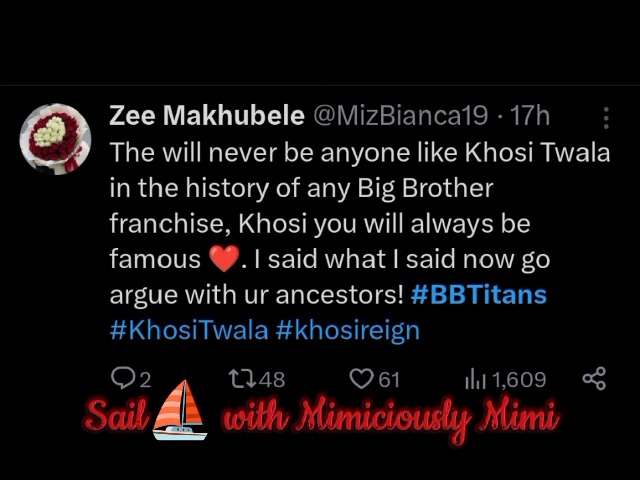 Zee Makhubele @MizBianca19 · 17h
The will never be anyone like Khosi Twala
in the history of any Big Brother
franchise, Khosi you will always be
famous ❤️. I said what I said now go
argue with ur ancestors! #BBTitans
#KhosiTwala #khosireign
2 48 61 1,609
Sail with Mimiciously Mimi